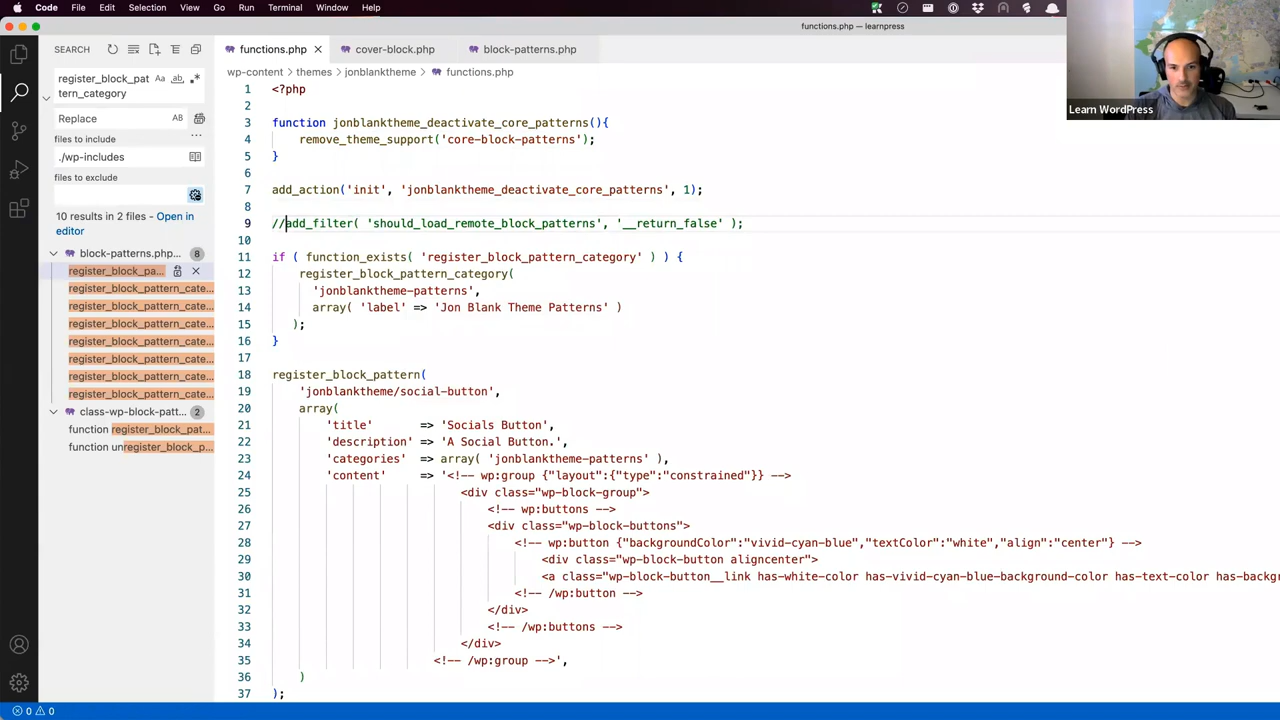 Code File Edit Selection View Go Run Terminal Window Help
functions.php — learnpress
SEARCH
register_block_pat
tern_category
Aa ab
Replace
AB
files to include
...
./wp-includes
files to exclude
10 results in 2 files - Open in
editor
block-patterns.php... 8
register_block_pa...
register_block_pattern_cate...
register_block_pattern_cate...
register_block_pattern_cate...
register_block_pattern_cate...
register_block_pattern_cate...
register_block_pattern_cate...
register_block_pattern_cate...
class-wp-block-patt... 2
function register_block_pat...
function unregister_block_p...
functions.php cover-block.php block-patterns.php
wp-content > themes > jonblanktheme > functions.php
1 <?php
2
3 function jonblanktheme_deactivate_core_patterns(){
4 remove_theme_support('core-block-patterns');
5 }
6
7 add_action('init', 'jonblanktheme_deactivate_core_patterns', 1);
8
9 //add_filter( 'should_load_remote_block_patterns', '__return_false' );
10
11 if ( function_exists( 'register_block_pattern_category' ) ) {
12 register_block_pattern_category(
13 'jonblanktheme-patterns',
14 array( 'label' => 'Jon Blank Theme Patterns' )
15 );
16 }
17
18 register_block_pattern(
19 'jonblanktheme/social-button',
20 array(
21 'title' => 'Socials Button',
22 'description' => 'A Social Button.',
23 'categories' => array( 'jonblanktheme-patterns' ),
24 'content' => '<!-- wp:group {"layout":{"type":"constrained"}} -->
25 <div class="wp-block-group">
26 <!-- wp:buttons -->
27 <div class="wp-block-buttons">
28 <!-- wp:button {"backgroundColor":"vivid-cyan-blue","textColor":"white","align":"center"} -->
29 <div class="wp-block-button aligncenter">
30 <a class="wp-block-button__link has-white-color has-vivid-cyan-blue-background-color has-text-color has-backg
31 <!-- /wp:button -->
32 </div>
33 <!-- /wp:buttons -->
34 </div>
35 <!-- /wp:group -->',
36 )
37 );
Learn WordPress
0 0